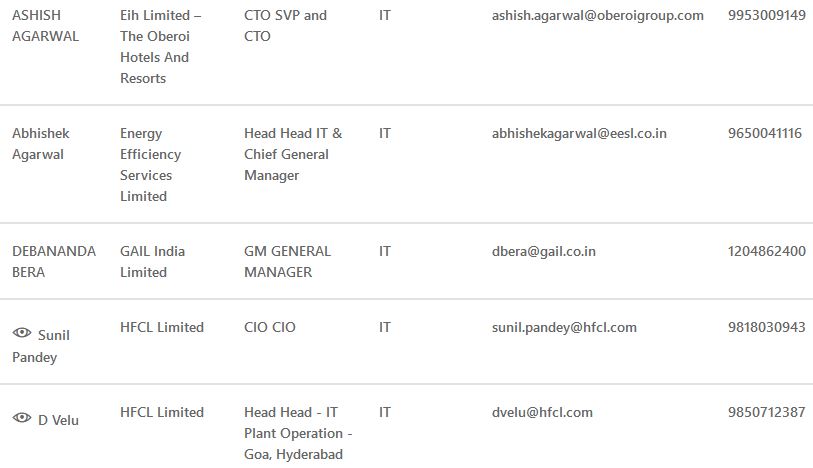 ASHISH AGARWAL
Eih Limited – The Oberoi Hotels And Resorts
CTO SVP and CTO
IT
ashish.agarwal@oberoigroup.com
9953009149
Abhishek Agarwal
Energy Efficiency Services Limited
Head Head IT & Chief General Manager
IT
abhishekagarwal@eesl.co.in
9650041116
DEBANANDA BERA
GAIL India Limited
GM GENERAL MANAGER
IT
dbera@gail.co.in
1204862400
Sunil Pandey
HFCL Limited
CIO CIO
IT
sunil.pandey@hfcl.com
9818030943
D Velu
HFCL Limited
Head Head - IT Plant Operation - Goa, Hyderabad
IT
dvelu@hfcl.com
9850712387